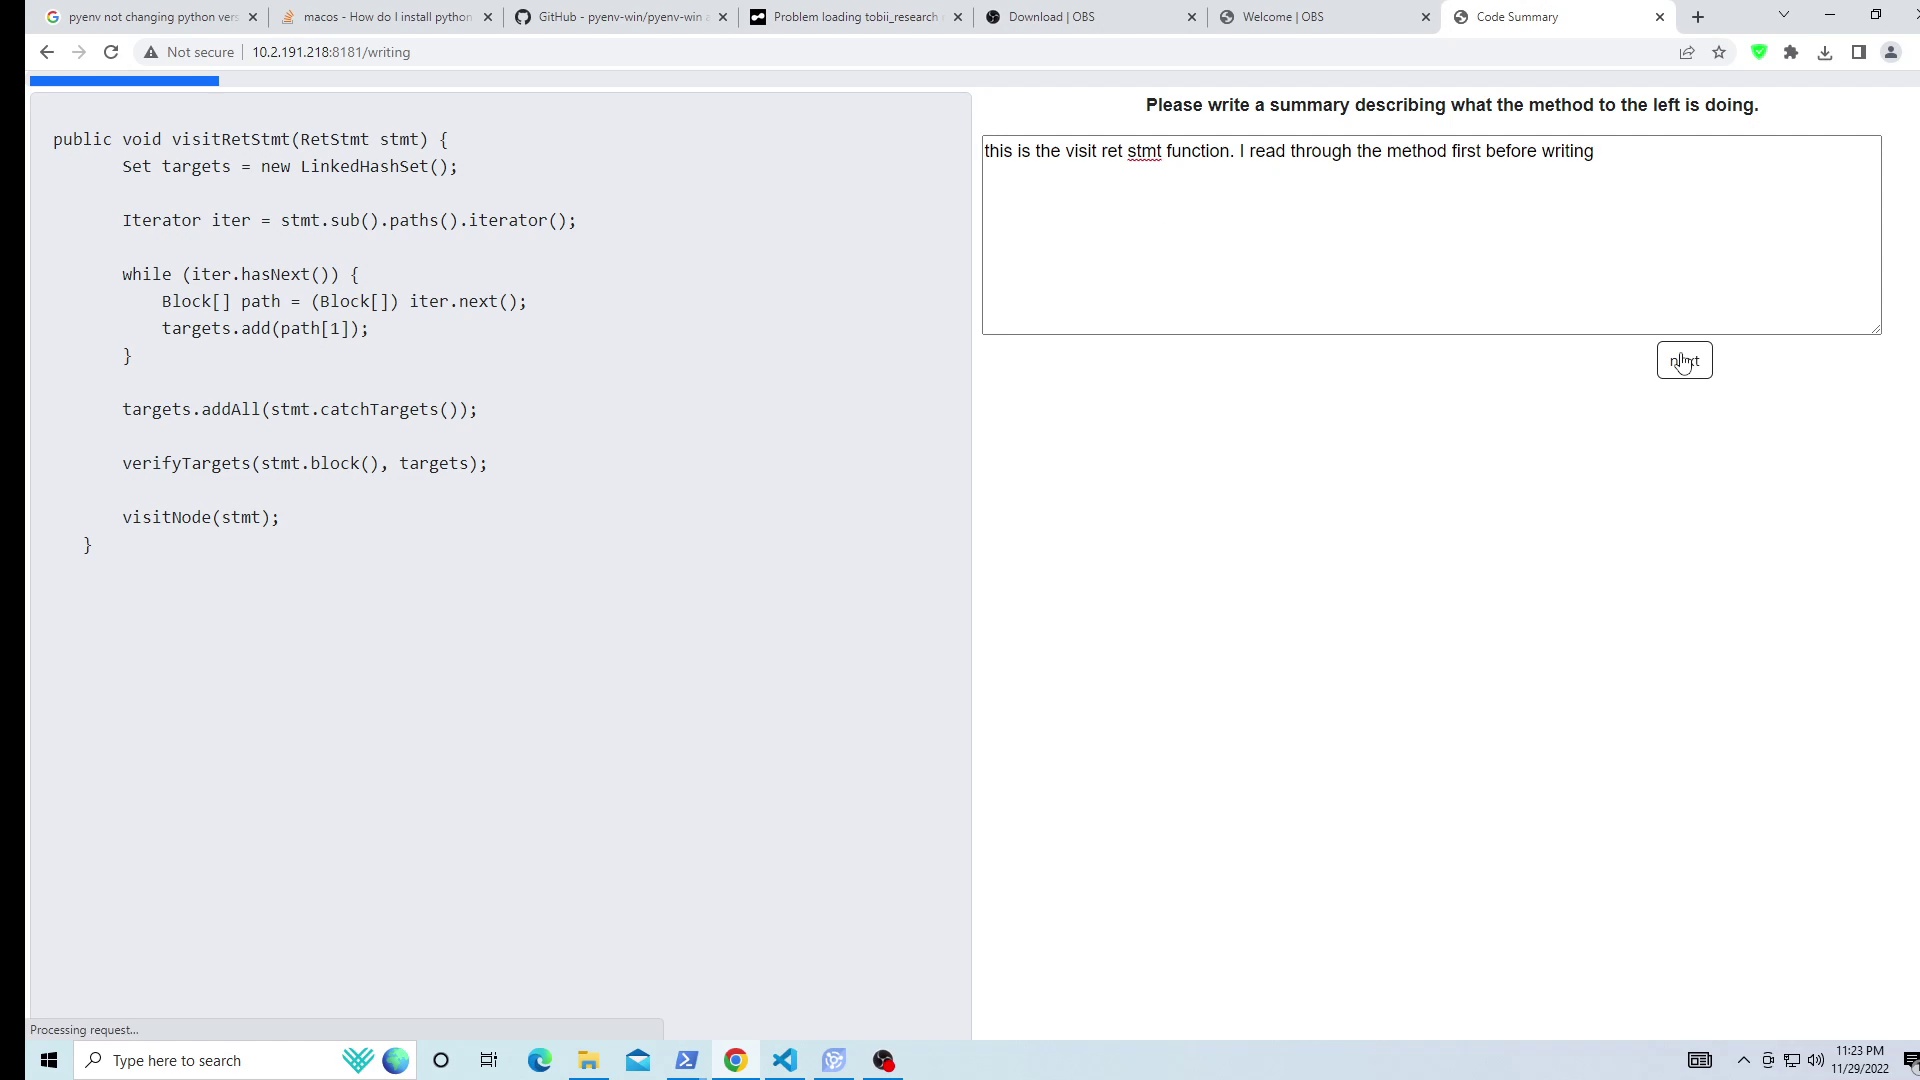 pyenv not changing python vers
macos - How do I install python
GitHub - pyenv-win/pyenv-win a
Problem loading tobii_research
Download | OBS
Welcome | OBS
Code Summary
Not secure
10.2.191.218:8181/writing
public void visitRetStmt(RetStmt stmt) {
Set targets = new LinkedHashSet();
Iterator iter = stmt.sub().paths().iterator();
while (iter.hasNext()) {
Block[] path = (Block[]) iter.next();
targets.add(path[1]);
}
targets.addAll(stmt.catchTargets());
verifyTargets(stmt.block(), targets);
visitNode(stmt);
}
Please write a summary describing what the method to the left is doing.
this is the visit ret stmt function. I read through the method first before writing
Processing request...
Type here to search
11:23 PM
11/29/2022